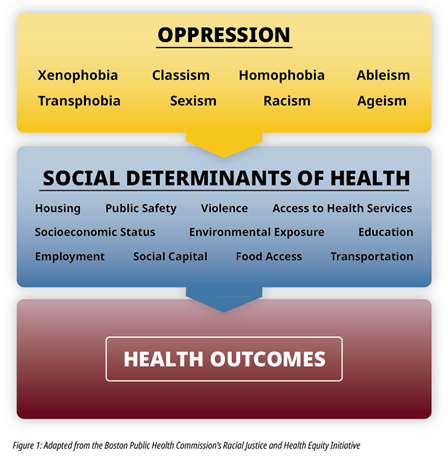 OPPRESSION
Xenophobia Classism Homophobia Ableism
Transphobia Sexism Racism Ageism
SOCIAL DETERMINANTS OF HEALTH
Housing Public Safety Violence Access to Health Services
Socioeconomic Status Environmental Exposure Education
Employment Social Capital Food Access Transportation
HEALTH OUTCOMES
Figure 1: Adapted from the Boston Public Health Commission's Racial Justice and Health Equity Initiative